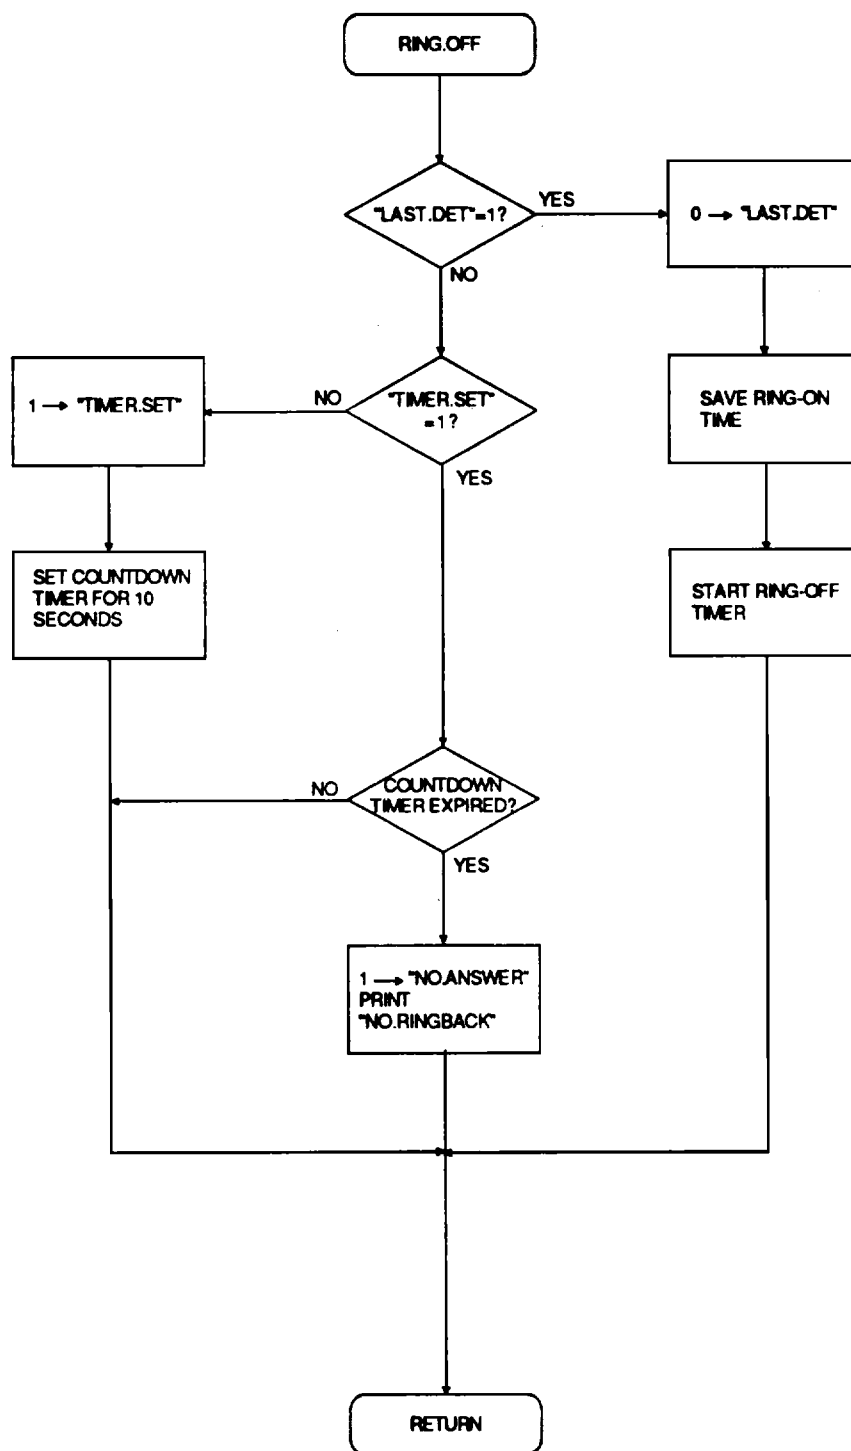 RING.OFF
"LAST.DET"=1?
YES
0 → "LAST.DET"
NO
1 → "TIMER.SET"
NO
"TIMER.SET"
=1?
SAVE RING-ON
TIME
YES
SET COUNTDOWN
TIMER FOR 10
SECONDS
START RING-OFF
TIMER
NO
COUNTDOWN
TIMER EXPIRED?
YES
1 → "NO.ANSWER"
PRINT
"NO.RINGBACK"
RETURN